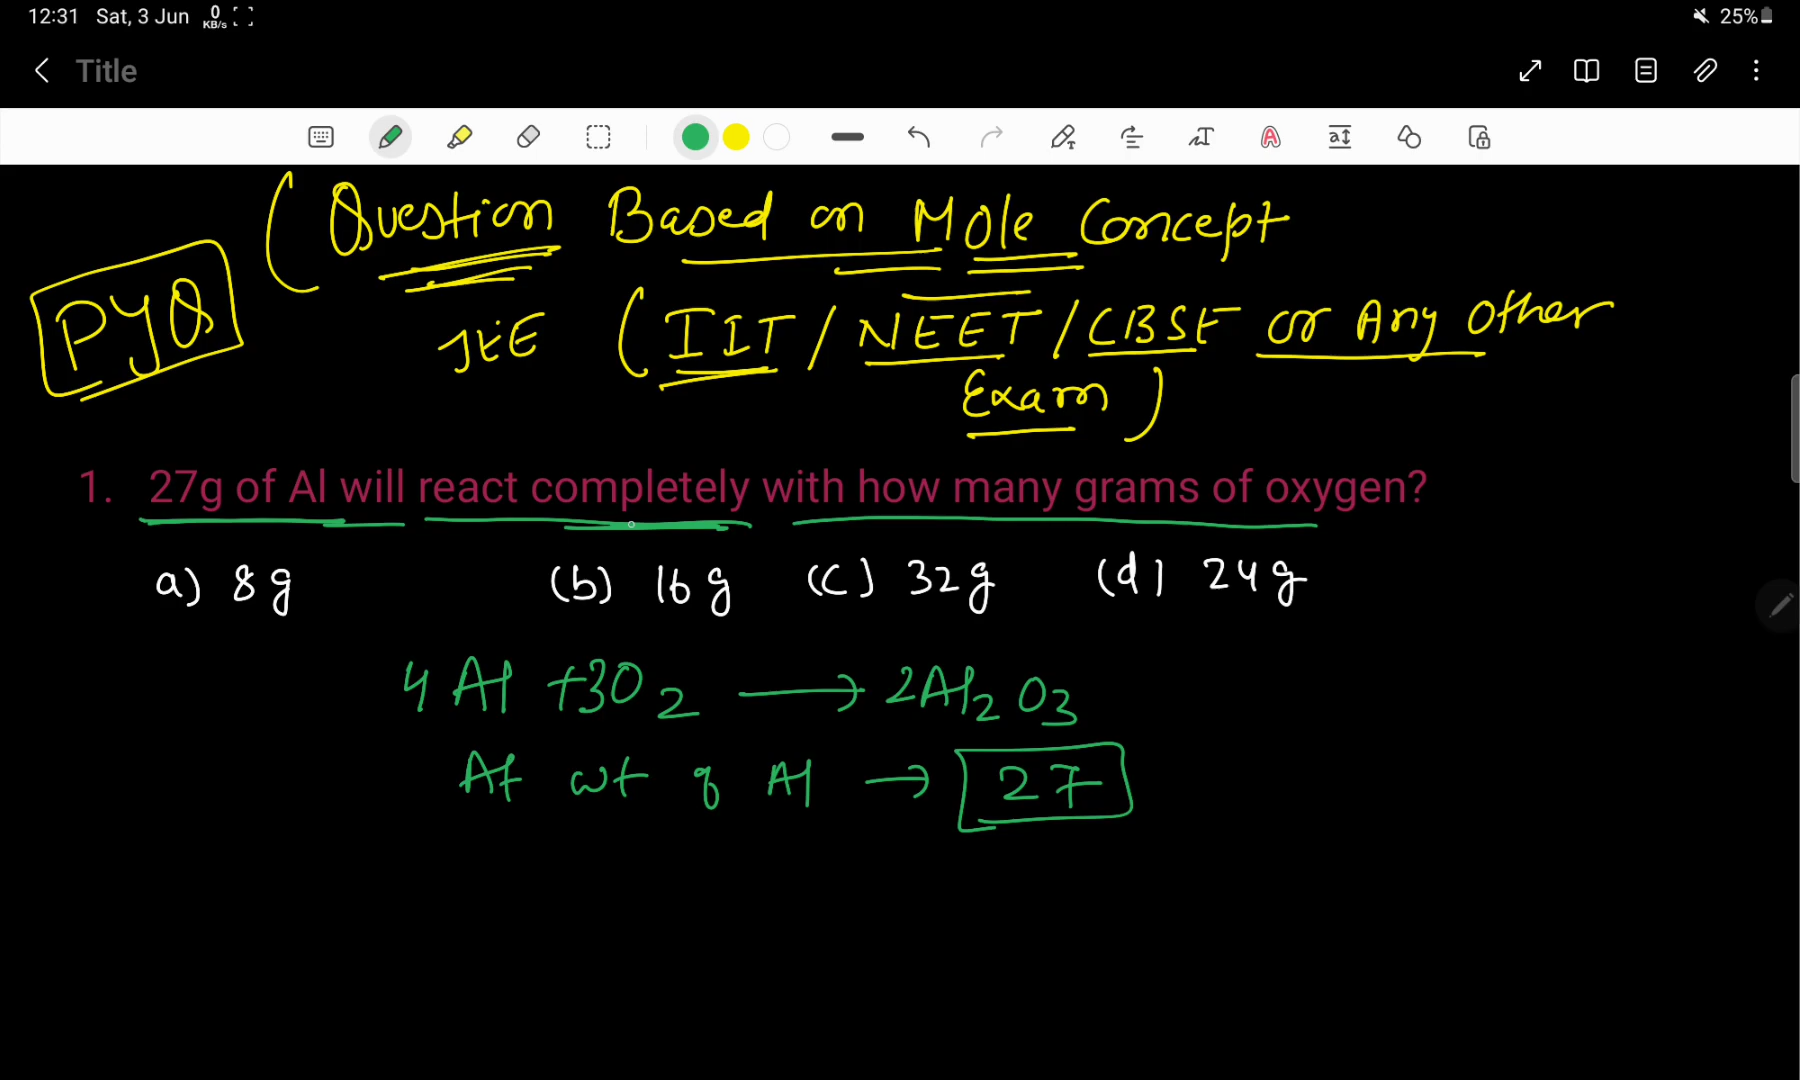 12:31 Sat, 3 Jun 0 KB/s 25%
Title
(Question Based on Mole Concept
PYQ
JEE (IIT / NEET / CBSE or Any Other
Exam)
1. 27g of Al will react completely with how many grams of oxygen?
a) 8g (b) 16g (c) 32g (d) 24g
4Al +3O2 → 2Al2O3
At wt of Al → 27